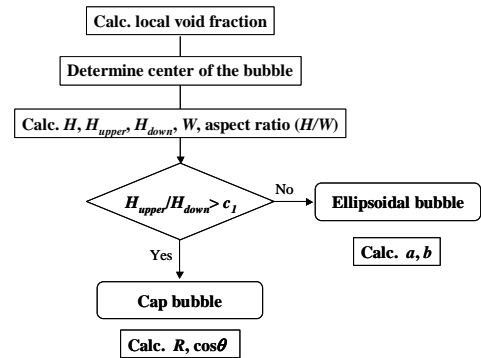 Calc. local void fraction
Determine center of the bubble
Calc. H, H_upper, H_down, W, aspect ratio (H/W)
H_upper/H_down > c_1
No
Ellipsoidal bubble
Calc. a, b
Yes
Cap bubble
Calc. R, cosθ